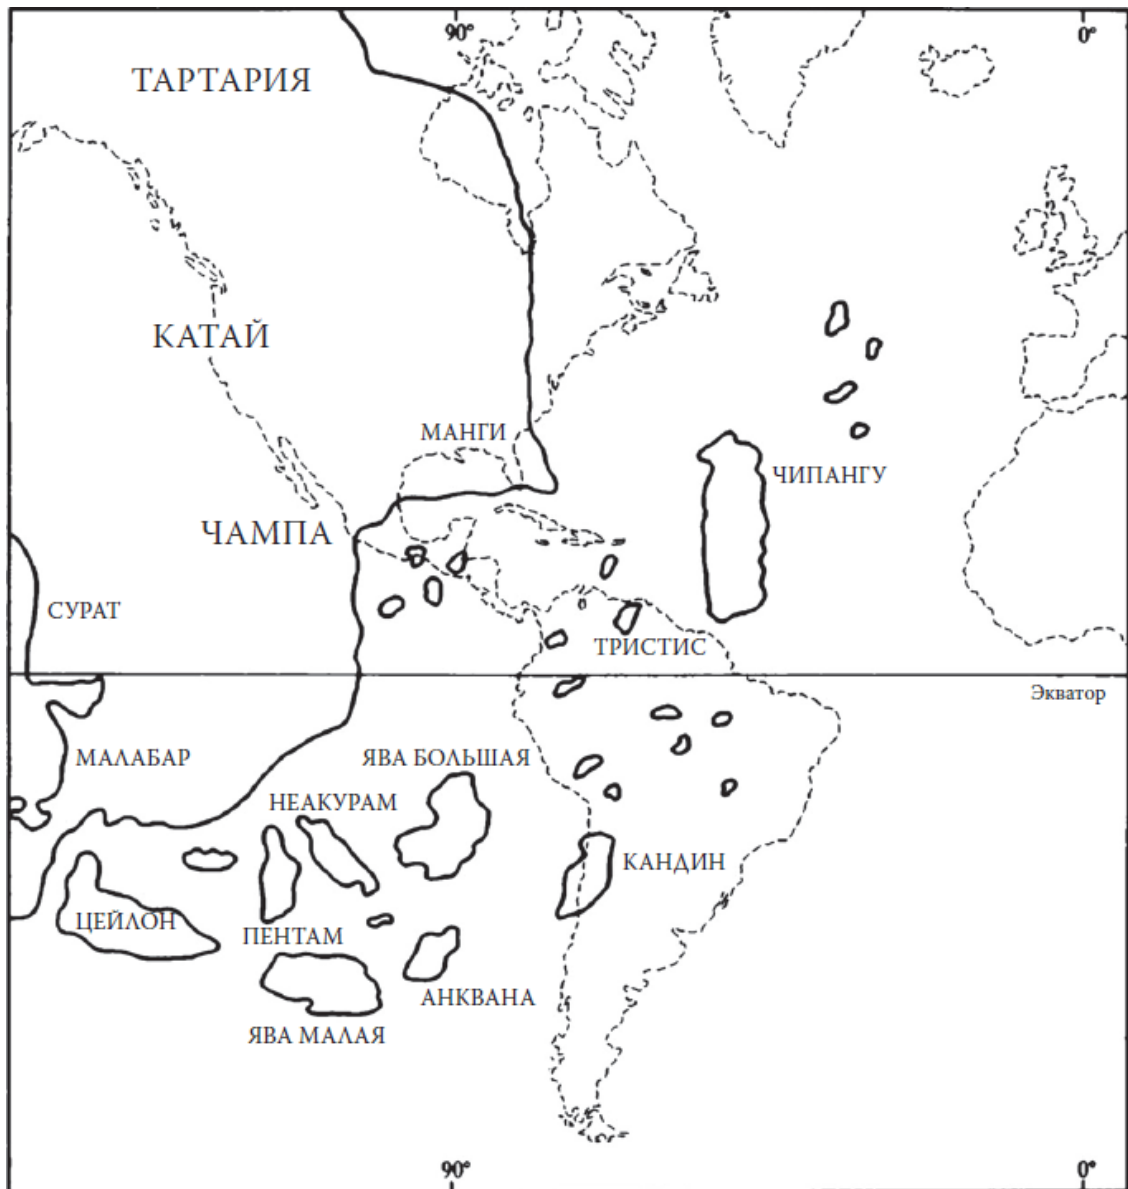 90°
0°
ТАРТАРИЯ
КАТАЙ
МАНГИ
ЧИПАНГУ
ЧАМПА
СУРАТ
ТРИСТИС
Экватор
МАЛАБАР
ЯВА БОЛЬШАЯ
НЕАКУРАМ
КАНДИН
ЦЕЙЛОН
ПЕНТАМ
АНКВАНА
ЯВА МАЛАЯ
90°
0°